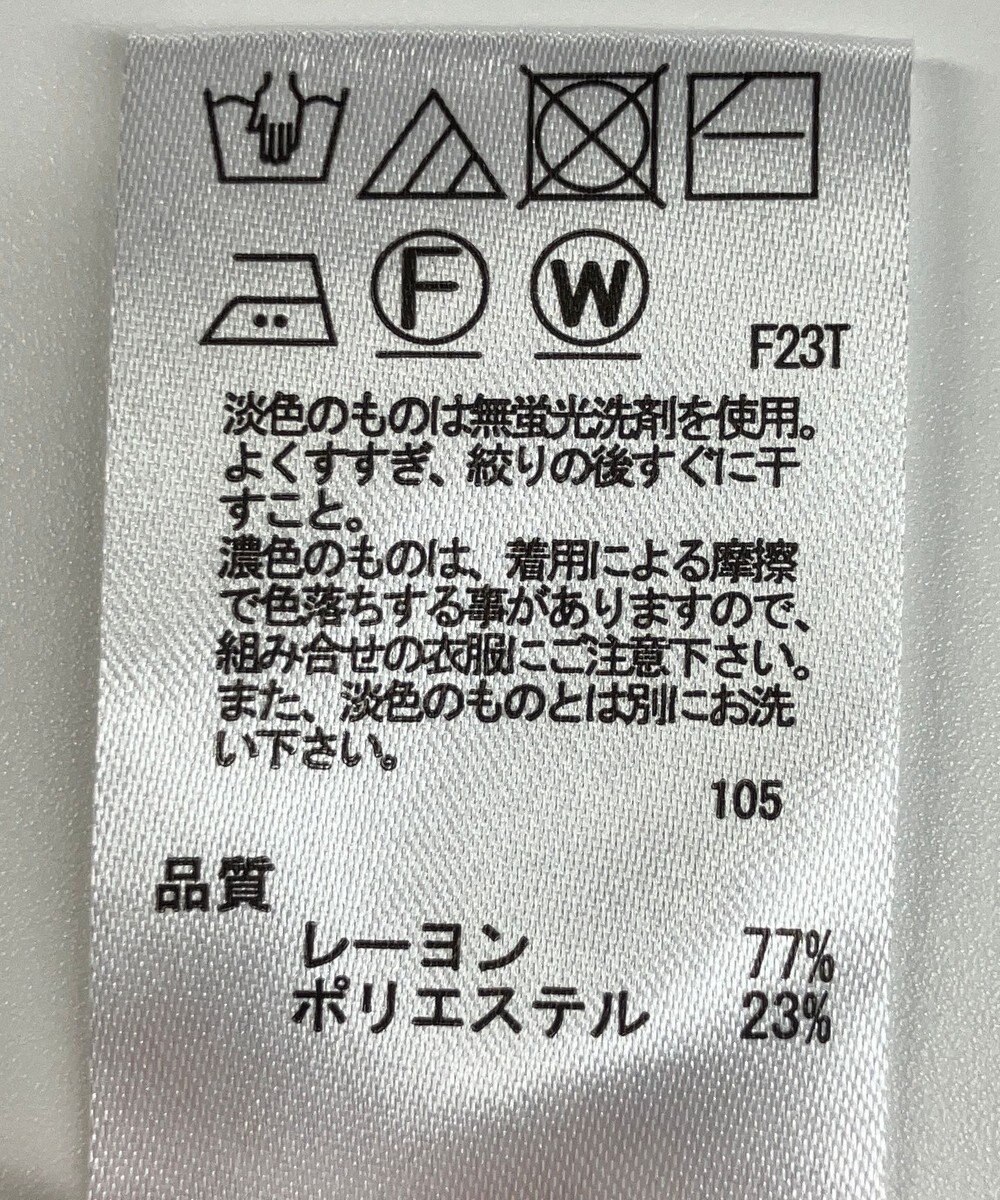 F
W
F23T
淡色のものは無蛍光洗剤を使用。
よくすすぎ、絞りの後すぐに干
すこと。
濃色のものは、着用による摩擦
で色落ちする事がありますので、
組み合せの衣服にご注意下さい。
また、淡色のものとは別にお洗
い下さい。
105
品質
レーヨン 77%
ポリエステル 23%